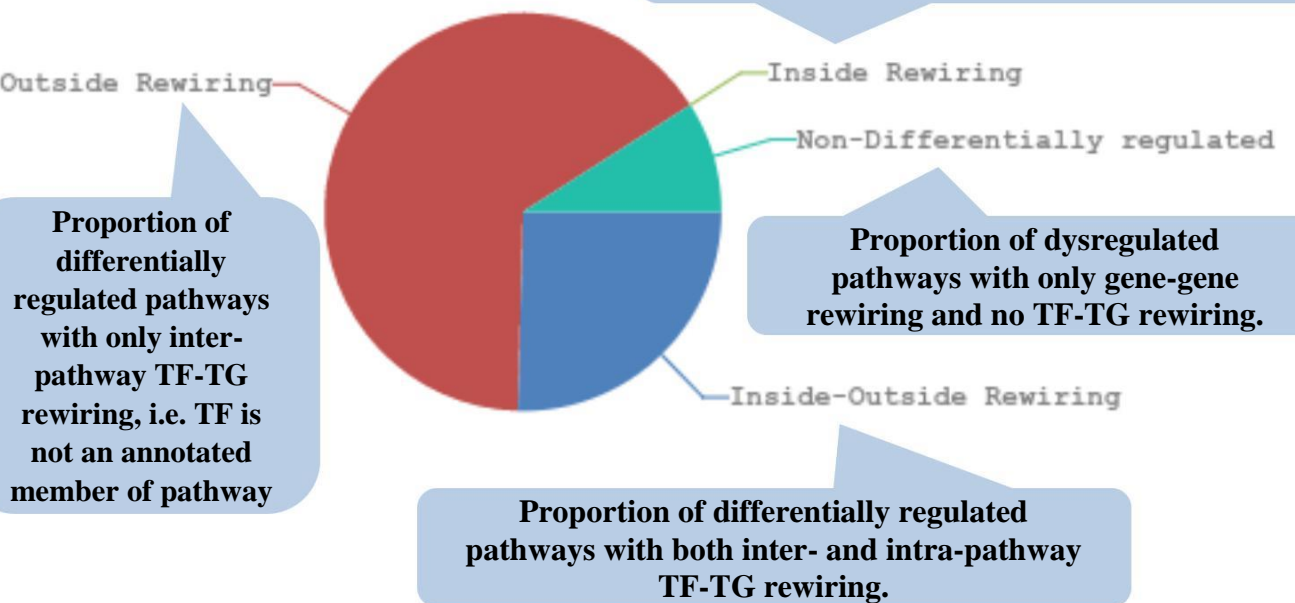 Outside Rewiring
Inside Rewiring
Non-Differentially regulated
Proportion of
differentially
regulated pathways
with only inter-
pathway TF-TG
rewiring, i.e. TF is
not an annotated
member of pathway
Proportion of dysregulated
pathways with only gene-gene
rewiring and no TF-TG rewiring.
Inside-Outside Rewiring
Proportion of differentially regulated
pathways with both inter- and intra-pathway
TF-TG rewiring.